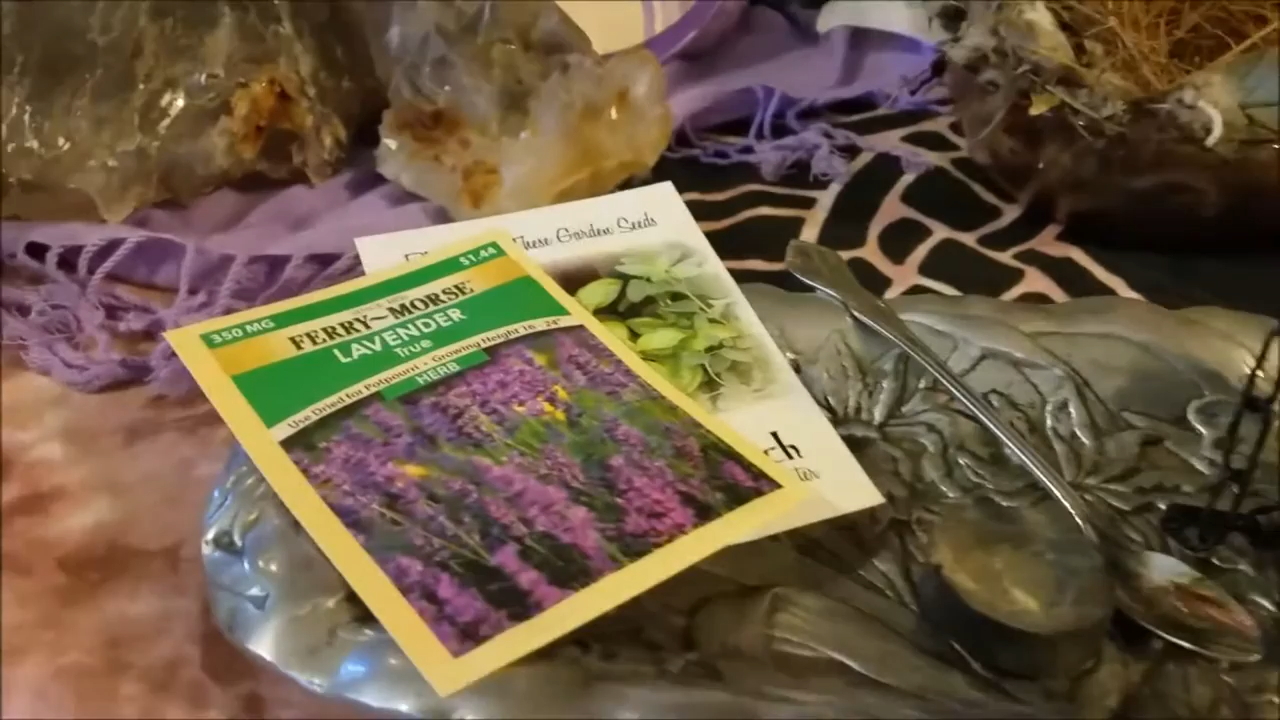 These Garden Seeds
350 MG
$1.44
FERRY—MORSE
LAVENDER
True
Use Dried for Potpourri • Growing Height 16 - 24"
HERB